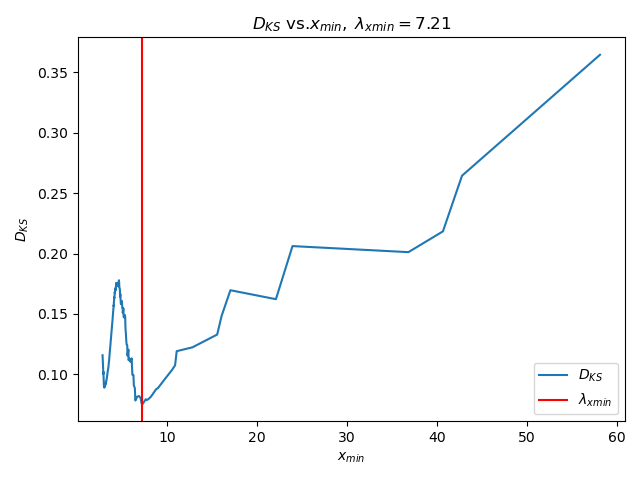 D_KS vs.x_min, λ_xmin = 7.21
0.35
0.30
0.25
0.20
0.15
0.10
D_KS
10 20 30 40 50 60
x_min
D_KS
λ_xmin